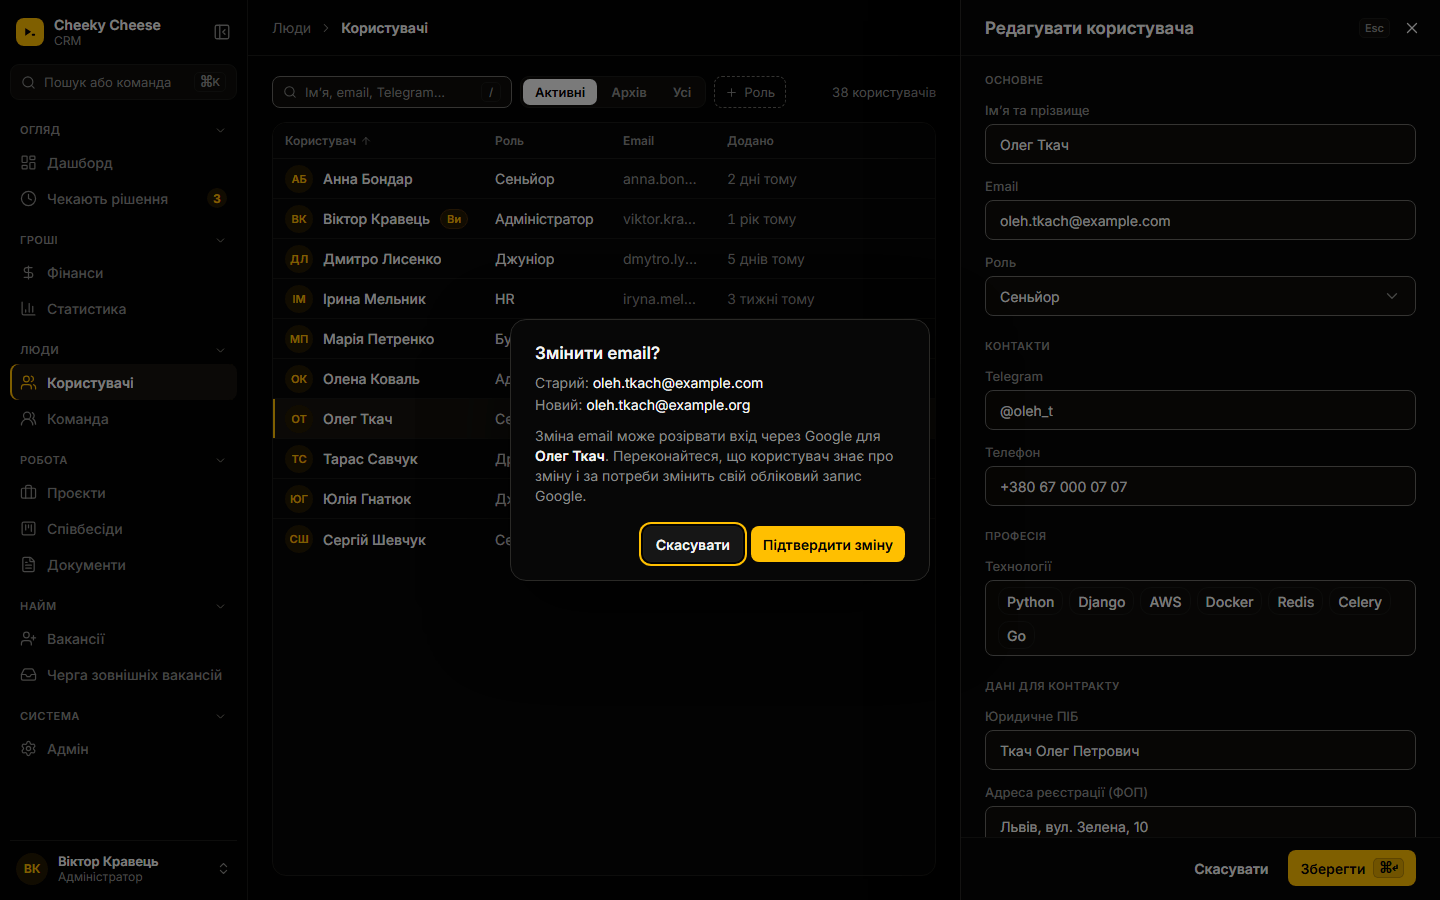 Cheeky Cheese
CRM
Пошук або команда ⌘K
ОГЛЯД
Дашборд
Чекають рішення 3
ГРОШІ
Фінанси
Статистика
ЛЮДИ
Користувачі
Команда
РОБОТА
Проєкти
Співбесіди
Документи
НАЙМ
Вакансії
Черга зовнішніх вакансій
СИСТЕМА
Адмін
ВК Віктор Кравець
Адміністратор
Люди > Користувачі
Ім'я, email, Telegram... /
Активні Архів Усі
+ Роль
38 користувачів
Користувач ↑ Роль Email Додано
АБ Анна Бондар Сеньйор anna.bon... 2 дні тому
ВК Віктор Кравець Ви Адміністратор viktor.kra... 1 рік тому
ДЛ Дмитро Лисенко Джуніор dmytro.ly... 5 днів тому
ІМ Ірина Мельник HR iryna.mel... 3 тижні тому
МП Марія Петренко Бу
ОК Олена Коваль Ад
ОТ Олег Ткач Се
ТС Тарас Савчук Др
ЮГ Юлія Гнатюк Дж
СШ Сергій Шевчук Се
Змінити email?
Старий: oleh.tkach@example.com
Новий: oleh.tkach@example.org
Зміна email може розірвати вхід через Google для
Олег Ткач. Переконайтеся, що користувач знає про
зміну і за потреби змінить свій обліковий запис
Google.
Скасувати Підтвердити зміну
Редагувати користувача Esc
ОСНОВНЕ
Ім'я та прізвище
Олег Ткач
Email
oleh.tkach@example.com
Роль
Сеньйор
КОНТАКТИ
Telegram
@oleh_t
Телефон
+380 67 000 07 07
ПРОФЕСІЯ
Технології
Python Django AWS Docker Redis Celery
Go
ДАНІ ДЛЯ КОНТРАКТУ
Юридичне ПІБ
Ткач Олег Петрович
Адреса реєстрації (ФОП)
Львів, вул. Зелена, 10
Скасувати Зберегти ⌘↵